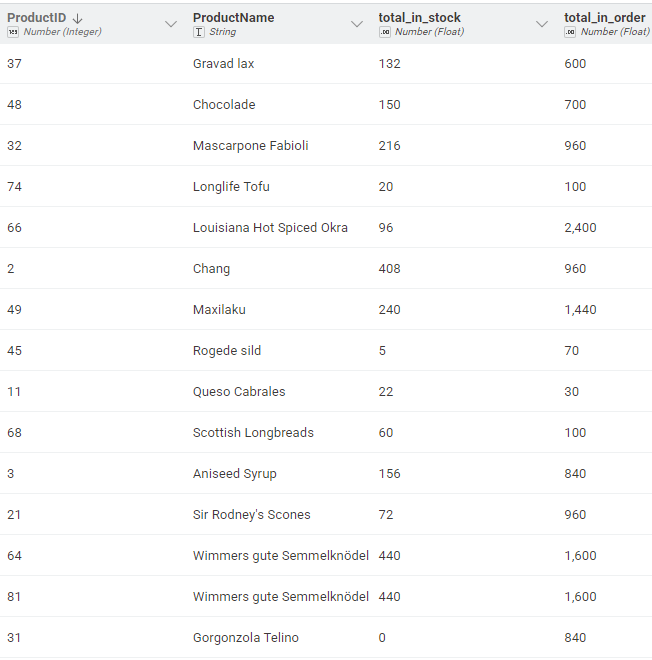 ProductID ProductName total_in_stock total_in_order
123 Number (Integer) T String .00 Number (Float) .00 Number (Float)
37 Gravad lax 132 600
48 Chocolade 150 700
32 Mascarpone Fabioli 216 960
74 Longlife Tofu 20 100
66 Louisiana Hot Spiced Okra 96 2,400
2 Chang 408 960
49 Maxilaku 240 1,440
45 Rogede sild 5 70
11 Queso Cabrales 22 30
68 Scottish Longbreads 60 100
3 Aniseed Syrup 156 840
21 Sir Rodney's Scones 72 960
64 Wimmers gute Semmelknödel 440 1,600
81 Wimmers gute Semmelknödel 440 1,600
31 Gorgonzola Telino 0 840